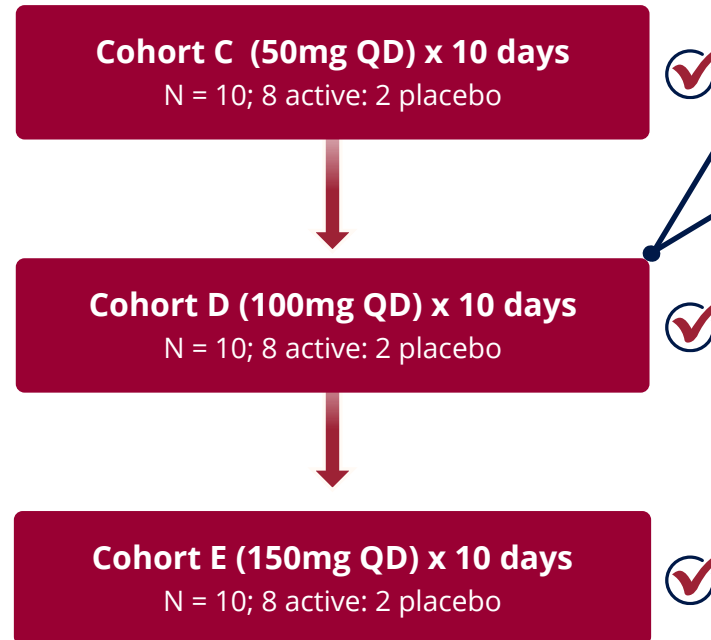 Cohort C (50mg QD) x 10 days
N = 10; 8 active: 2 placebo
Cohort D (100mg QD) x 10 days
N = 10; 8 active: 2 placebo
Cohort E (150mg QD) x 10 days
N = 10; 8 active: 2 placebo